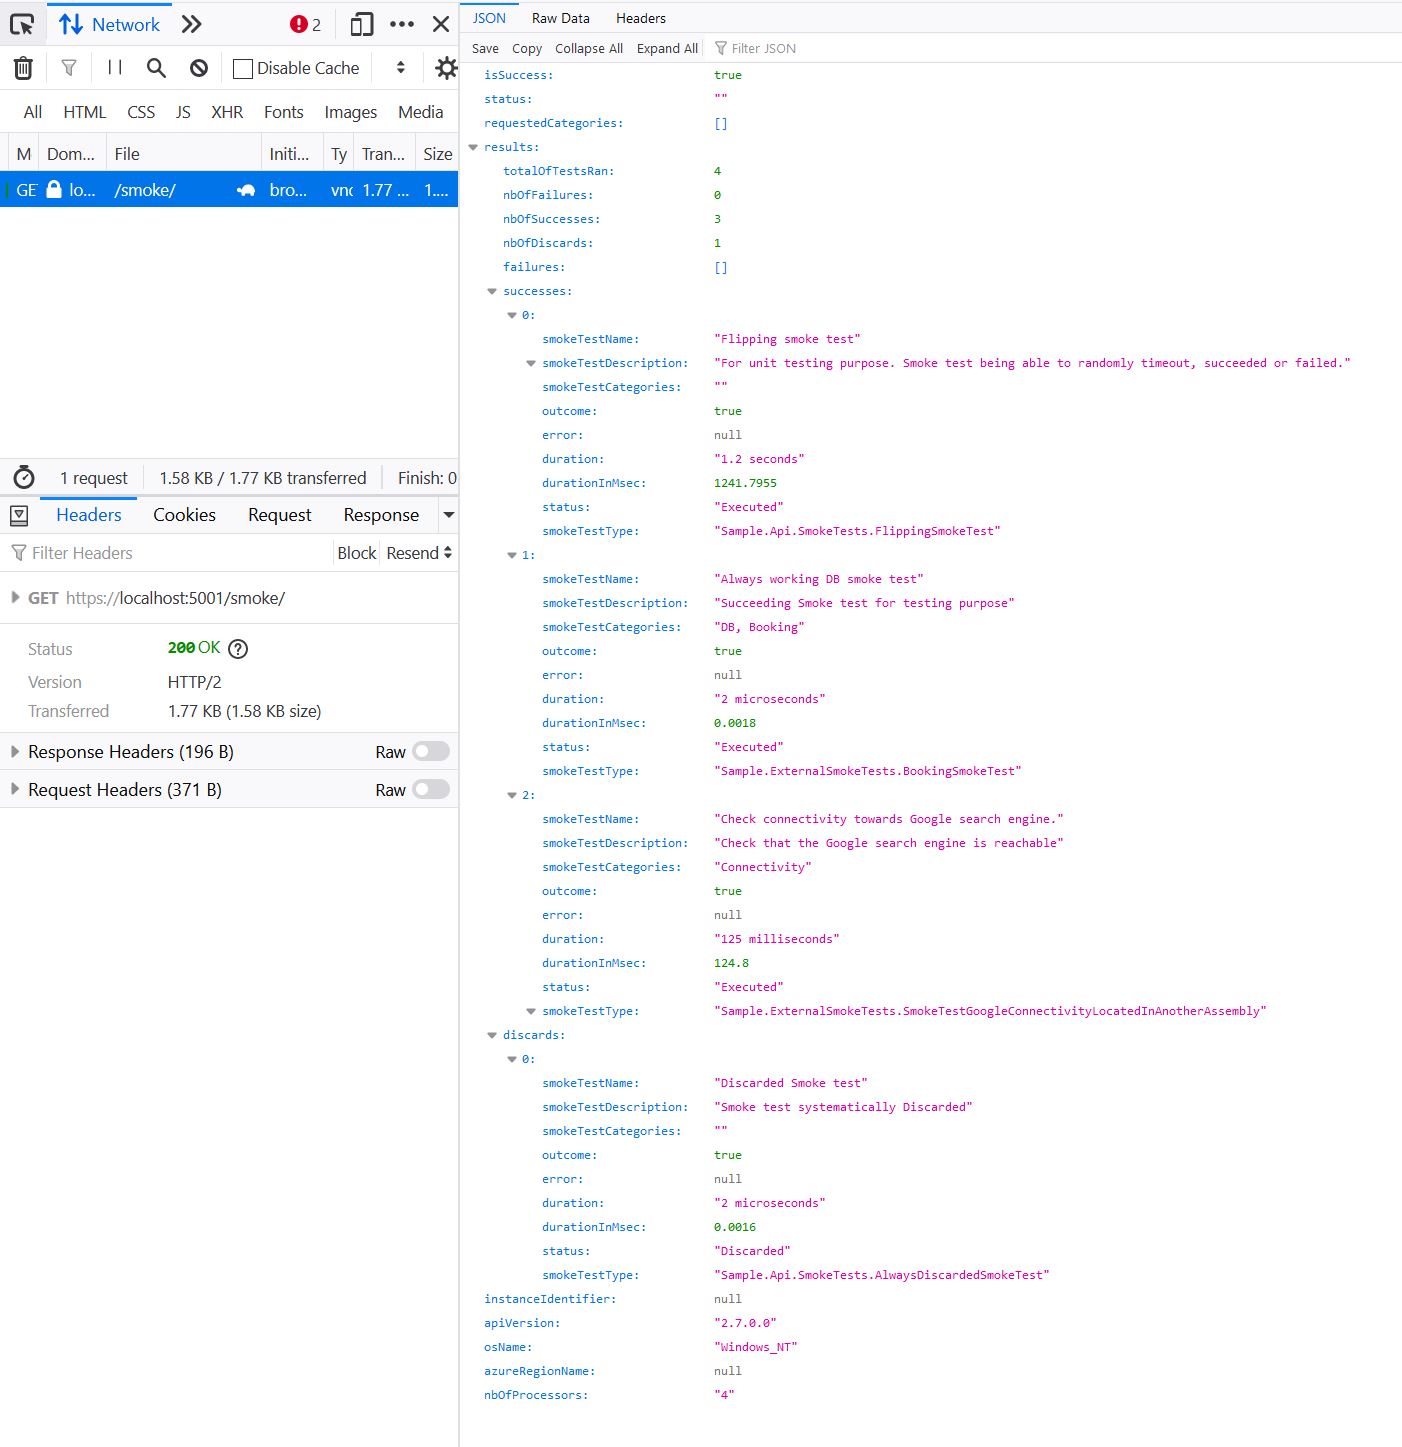 Network
2
Disable Cache
All HTML CSS JS XHR Fonts Images Media
M Dom... File Initi... Ty Tran... Size
GE lo... /smoke/ bro... vnc 1.77 ... 1....
1 request 1.58 KB / 1.77 KB transferred Finish: 0
Headers Cookies Request Response
Filter Headers Block Resend
GET https://localhost:5001/smoke/
Status 200 OK
Version HTTP/2
Transferred 1.77 KB (1.58 KB size)
Response Headers (196 B) Raw
Request Headers (371 B) Raw
JSON Raw Data Headers
Save Copy Collapse All Expand All Filter JSON
isSuccess: true
status: ""
requestedCategories: []
results:
totalOfTestsRan: 4
nbOfFailures: 0
nbOfSuccesses: 3
nbOfDiscards: 1
failures: []
successes:
0:
smokeTestName: "Flipping smoke test"
smokeTestDescription: "For unit testing purpose. Smoke test being able to randomly timeout, succeeded or failed."
smokeTestCategories: ""
outcome: true
error: null
duration: "1.2 seconds"
durationInMsec: 1241.7955
status: "Executed"
smokeTestType: "Sample.Api.SmokeTests.FlippingSmokeTest"
1:
smokeTestName: "Always working DB smoke test"
smokeTestDescription: "Succeeding Smoke test for testing purpose"
smokeTestCategories: "DB, Booking"
outcome: true
error: null
duration: "2 microseconds"
durationInMsec: 0.0018
status: "Executed"
smokeTestType: "Sample.ExternalSmokeTests.BookingSmokeTest"
2:
smokeTestName: "Check connectivity towards Google search engine."
smokeTestDescription: "Check that the Google search engine is reachable"
smokeTestCategories: "Connectivity"
outcome: true
error: null
duration: "125 milliseconds"
durationInMsec: 124.8
status: "Executed"
smokeTestType: "Sample.ExternalSmokeTests.SmokeTestGoogleConnectivityLocatedInAnotherAssembly"
discards:
0:
smokeTestName: "Discarded Smoke test"
smokeTestDescription: "Smoke test systematically Discarded"
smokeTestCategories: ""
outcome: true
error: null
duration: "2 microseconds"
durationInMsec: 0.0016
status: "Discarded"
smokeTestType: "Sample.Api.SmokeTests.AlwaysDiscardedSmokeTest"
instanceIdentifier: null
apiVersion: "2.7.0.0"
osName: "Windows_NT"
azureRegionName: null
nbOfProcessors: "4"